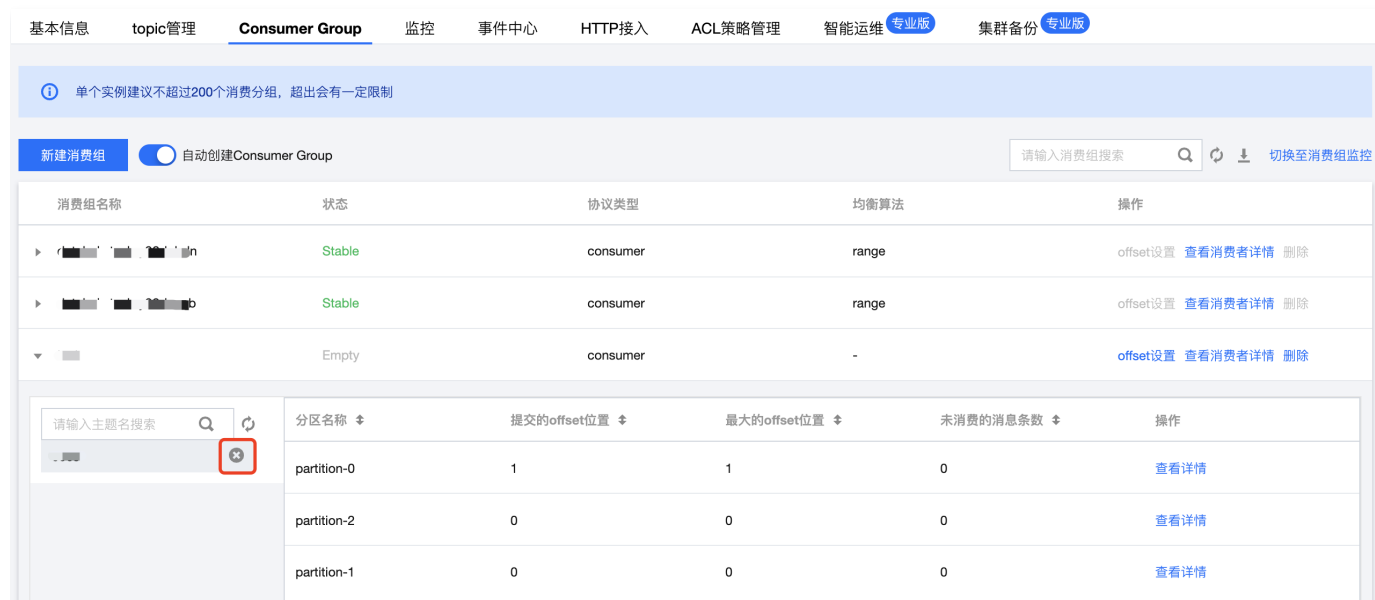 基本信息 topic管理 Consumer Group 监控 事件中心 HTTP接入 ACL策略管理 智能运维 专业版 集群备份 专业版
单个实例建议不超过200个消费分组，超出会有一定限制
新建消费组 自动创建Consumer Group 请输入消费组搜索 切换至消费组监控
消费组名称 状态 协议类型 均衡算法 操作
Stable consumer range offset设置 查看消费者详情 删除
Stable consumer range offset设置 查看消费者详情 删除
Empty consumer - offset设置 查看消费者详情 删除
请输入主题名搜索 分区名称 提交的offset位置 最大的offset位置 未消费的消息条数 操作
partition-0 1 1 0 查看详情
partition-2 0 0 0 查看详情
partition-1 0 0 0 查看详情